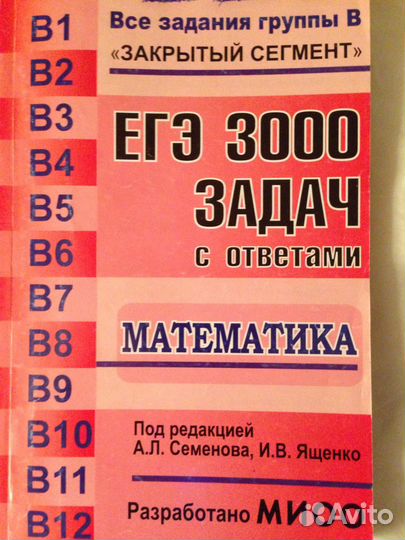 B1
B2
B3
B4
B5
B6
B7
B8
B9
B10
B11
B12
Все задания группы В
«ЗАКРЫТЫЙ СЕГМЕНТ»
ЕГЭ 3000
ЗАДАЧ
с ответами
МАТЕМАТИКА
Под редакцией
А.Л. Семенова, И.В. Ященко
Разработано МИОО
Avito